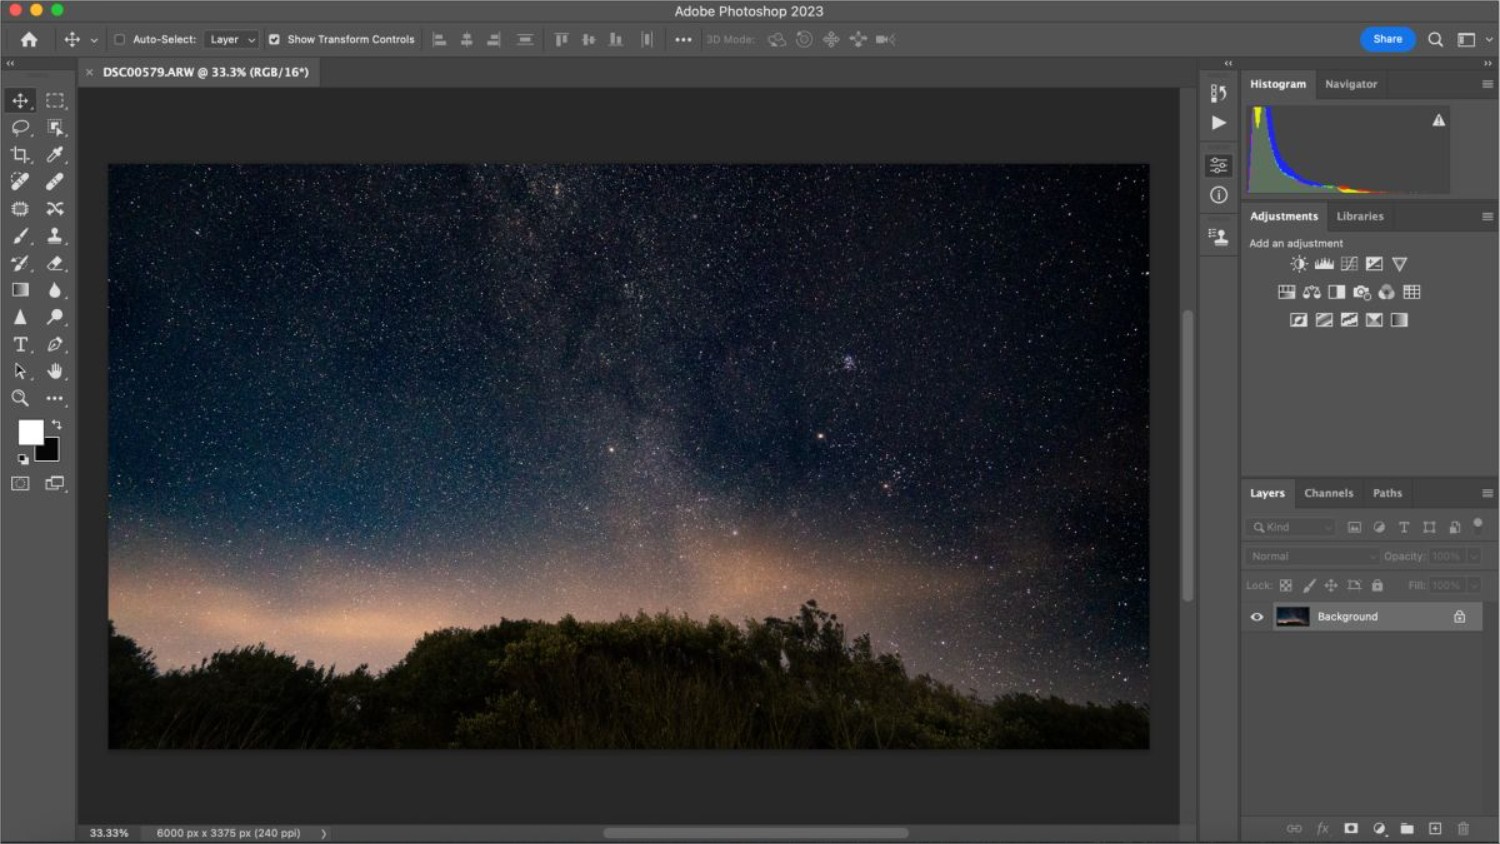 Adobe Photoshop 2023
Auto-Select: Layer Show Transform Controls 3D Mode: Share
DSC00579.ARW @ 33.3% (RGB/16*)
Histogram Navigator
Adjustments Libraries
Add an adjustment
Layers Channels Paths
Kind
Normal Opacity: 100%
Lock: Fill: 100%
Background
33.33% 6000 px x 3375 px (240 ppi)
fx